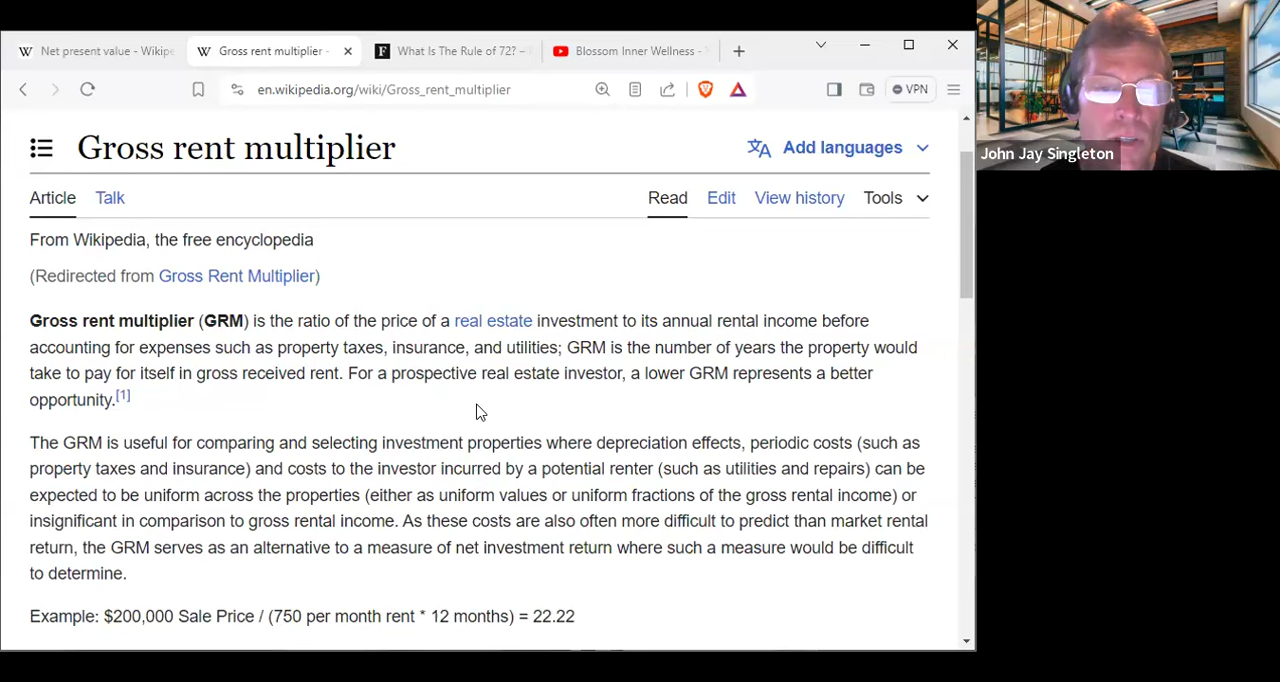 Net present value - Wikipe
Gross rent multiplier -
What Is The Rule of 72? –
Blossom Inner Wellness -
en.wikipedia.org/wiki/Gross_rent_multiplier
VPN
John Jay Singleton
Gross rent multiplier
Add languages
Article Talk Read Edit View history Tools
From Wikipedia, the free encyclopedia
(Redirected from Gross Rent Multiplier)
Gross rent multiplier (GRM) is the ratio of the price of a real estate investment to its annual rental income before
accounting for expenses such as property taxes, insurance, and utilities; GRM is the number of years the property would
take to pay for itself in gross received rent. For a prospective real estate investor, a lower GRM represents a better
opportunity.[1]
The GRM is useful for comparing and selecting investment properties where depreciation effects, periodic costs (such as
property taxes and insurance) and costs to the investor incurred by a potential renter (such as utilities and repairs) can be
expected to be uniform across the properties (either as uniform values or uniform fractions of the gross rental income) or
insignificant in comparison to gross rental income. As these costs are also often more difficult to predict than market rental
return, the GRM serves as an alternative to a measure of net investment return where such a measure would be difficult
to determine.
Example: $200,000 Sale Price / (750 per month rent * 12 months) = 22.22